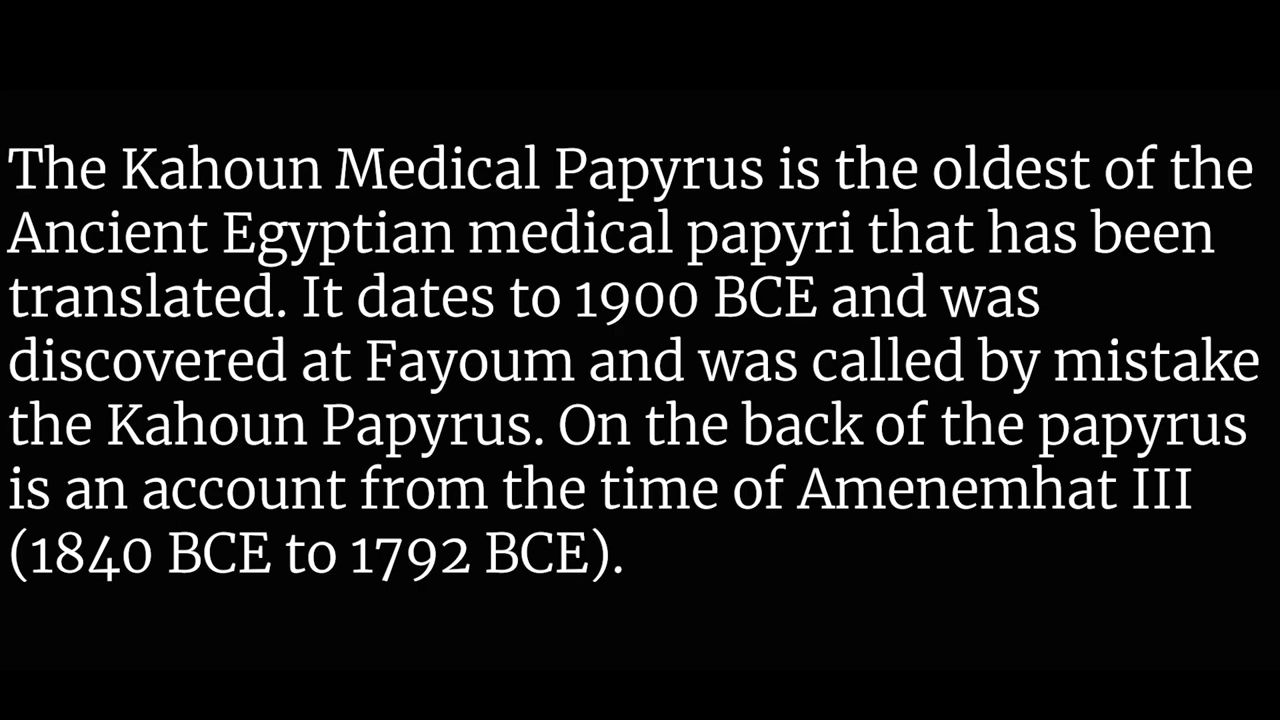 The Kahoun Medical Papyrus is the oldest of the
Ancient Egyptian medical papyri that has been
translated. It dates to 1900 BCE and was
discovered at Fayoum and was called by mistake
the Kahoun Papyrus. On the back of the papyrus
is an account from the time of Amenemhat III
(1840 BCE to 1792 BCE).